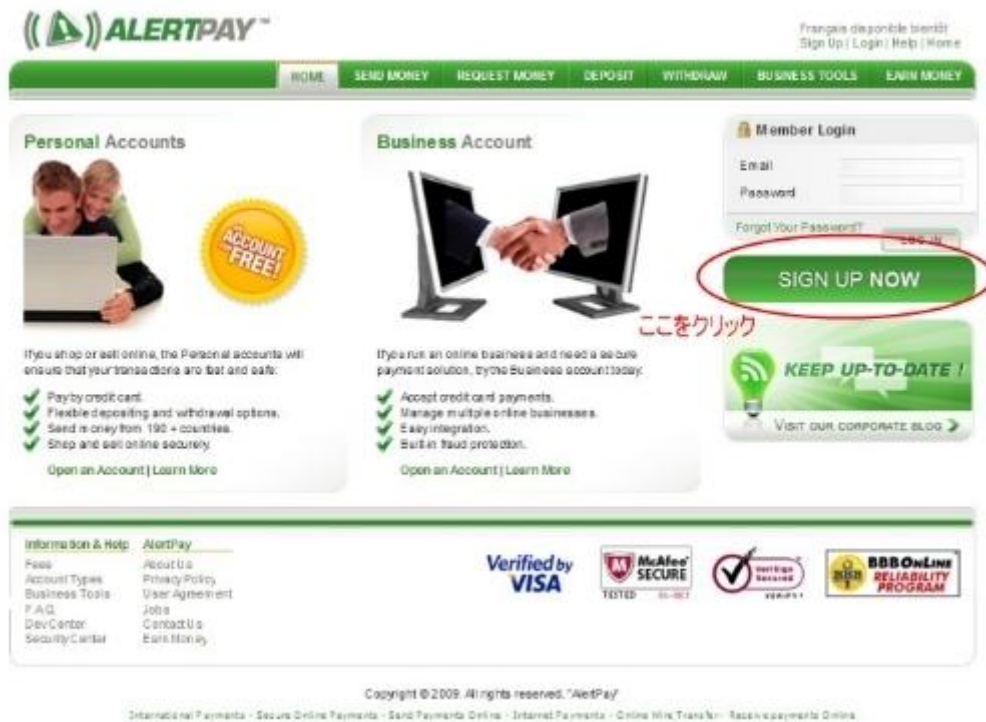 ALERTPAY™
Français disponible bientôt
Sign Up | Login | Help | Home
HOME SEND MONEY REQUEST MONEY DEPOSIT WITHDRAW BUSINESS TOOLS EARN MONEY
Personal Accounts
ACCOUNT FREE!
If you shop or sell online, the Personal accounts will
ensure that your transactions are fast and safe:
Pay by credit card.
Flexible depositing and withdrawal options.
Send money from 190 + countries.
Shop and sell online securely.
Open an Account | Learn More
Business Account
If you run an online business and need a secure
payment solution, try the Business account today.
Accept credit card payments.
Manage multiple online businesses.
Easy integration.
Built-in fraud protection.
Open an Account | Learn More
Member Login
Email
Password
Forgot Your Password?
LOG IN
SIGN UP NOW
ここをクリック
KEEP UP-TO-DATE !
VISIT OUR CORPORATE BLOG
Information & Help AlertPay
Fees About Us
Account Types Privacy Policy
Business Tools User Agreement
F.A.Q. Jobs
Dev Center Contact Us
Security Center Earn Money
Verified by
VISA
McAfee
SECURE
TESTED
VeriSign
Secured
VERIFY
BBB
BBBONLINE
RELIABILITY
PROGRAM
Copyright © 2009. All rights reserved. "AlertPay"
International Payments - Secure Online Payments - Send Payments Online - Internet Payments - Online Wire Transfer - Receive payments Online